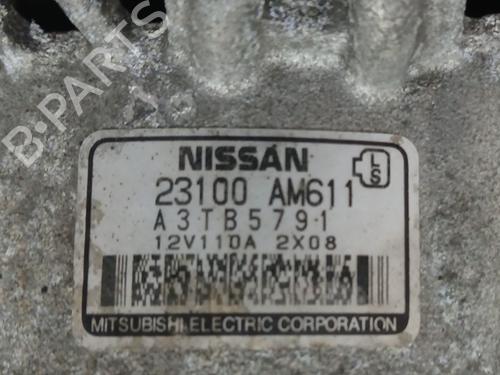 B-PARTS
NISSAN
L
S
23100 AM611
A3TB5791
12V110A 2X08
MITSUBISHI ELECTRIC CORPORATION